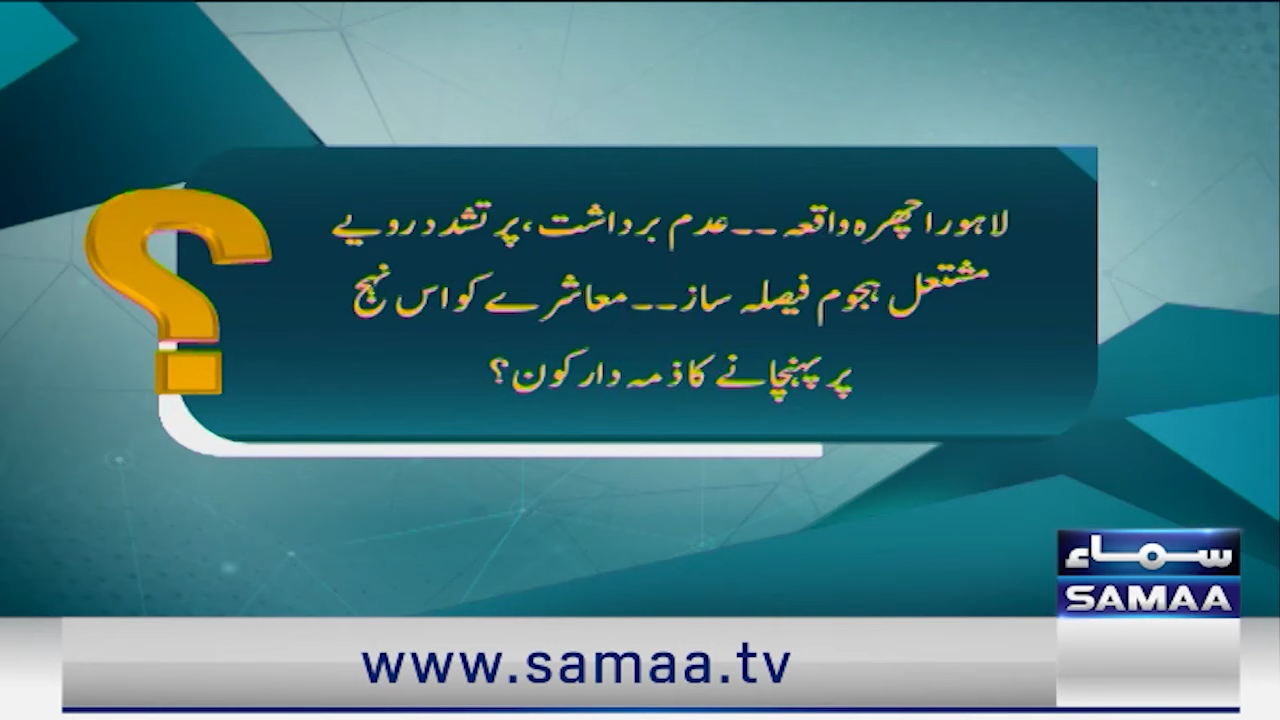 لاہور اچھرہ واقعہ۔۔عدم برداشت، پر تشدد رویے
مشتعل ہجوم فیصلہ ساز۔۔معاشرے کو اس نہج
پر پہنچانے کا ذمہ دار کون؟
؟
سماء
SAMAA
www.samaa.tv